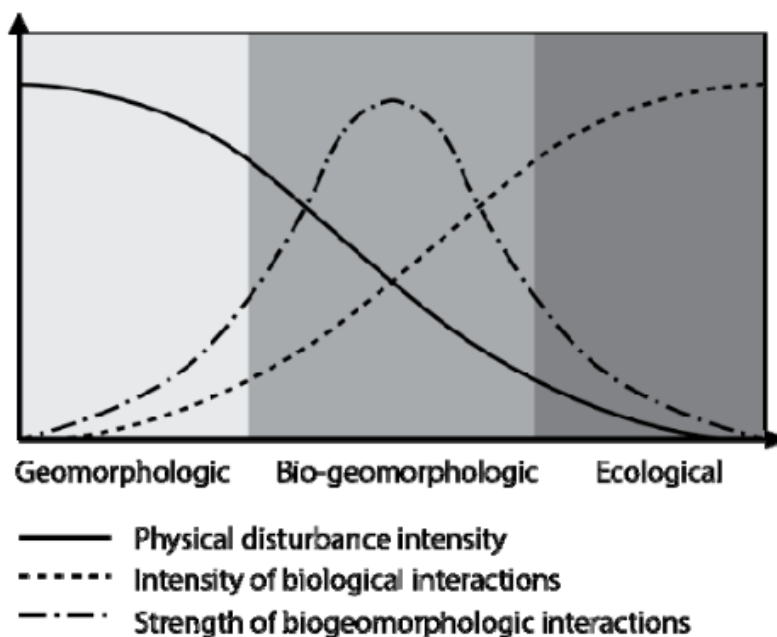 Geomorphologic Bio-geomorphologic Ecological
Physical disturbance intensity
Intensity of biological interactions
Strength of biogeomorphologic interactions